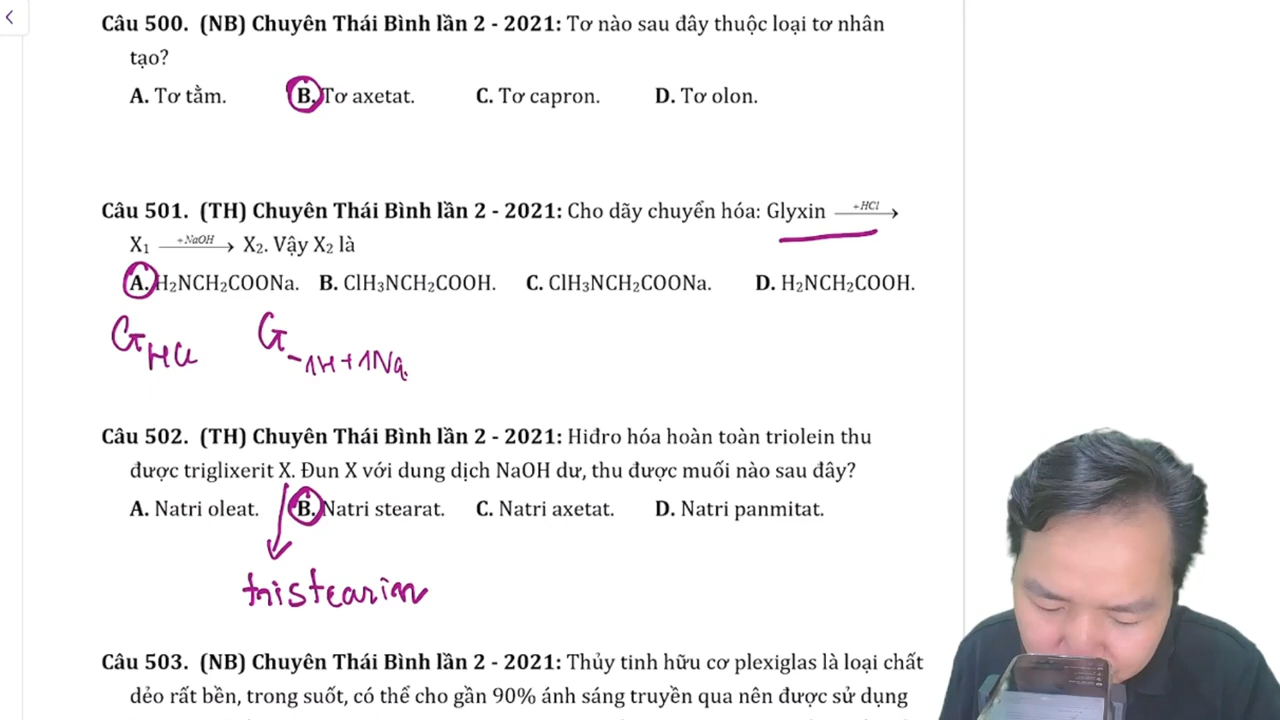 Câu 500. (NB) Chuyên Thái Bình lần 2 - 2021: Tơ nào sau đây thuộc loại tơ nhân
tạo?
A. Tơ tằm. B. Tơ axetat. C. Tơ capron. D. Tơ olon.
Câu 501. (TH) Chuyên Thái Bình lần 2 - 2021: Cho dãy chuyển hóa: Glyxin +HCl →
X₁ +NaOH → X₂. Vậy X₂ là
A. H₂NCH₂COONa. B. ClH₃NCH₂COOH. C. ClH₃NCH₂COONa. D. H₂NCH₂COOH.
G HCl G -1H+1Na
Câu 502. (TH) Chuyên Thái Bình lần 2 - 2021: Hiđro hóa hoàn toàn triolein thu
được triglixerit X. Đun X với dung dịch NaOH dư, thu được muối nào sau đây?
A. Natri oleat. B. Natri stearat. C. Natri axetat. D. Natri panmitat.
tristearin
Câu 503. (NB) Chuyên Thái Bình lần 2 - 2021: Thủy tinh hữu cơ plexiglas là loại chất
dẻo rất bền, trong suốt, có thể cho gần 90% ánh sáng truyền qua nên được sử dụng